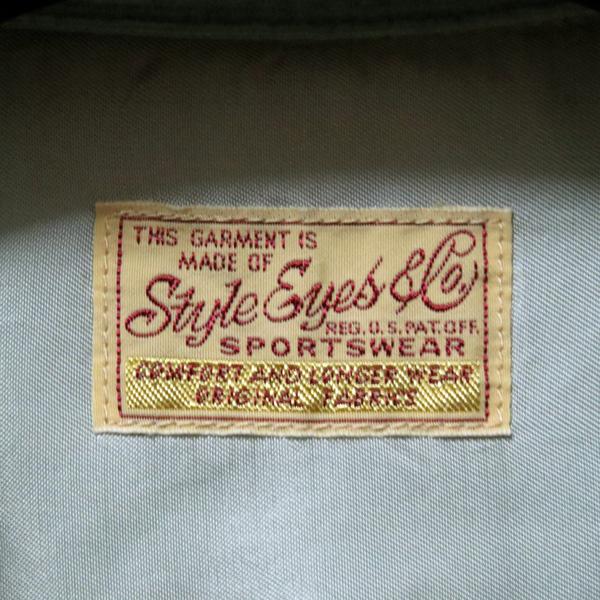 THIS GARMENT IS
MADE OF
Style Eyes & Co.
REG. U.S. PAT. OFF.
SPORTSWEAR
COMFORT AND LONGER WEAR
ORIGINAL FABRICS